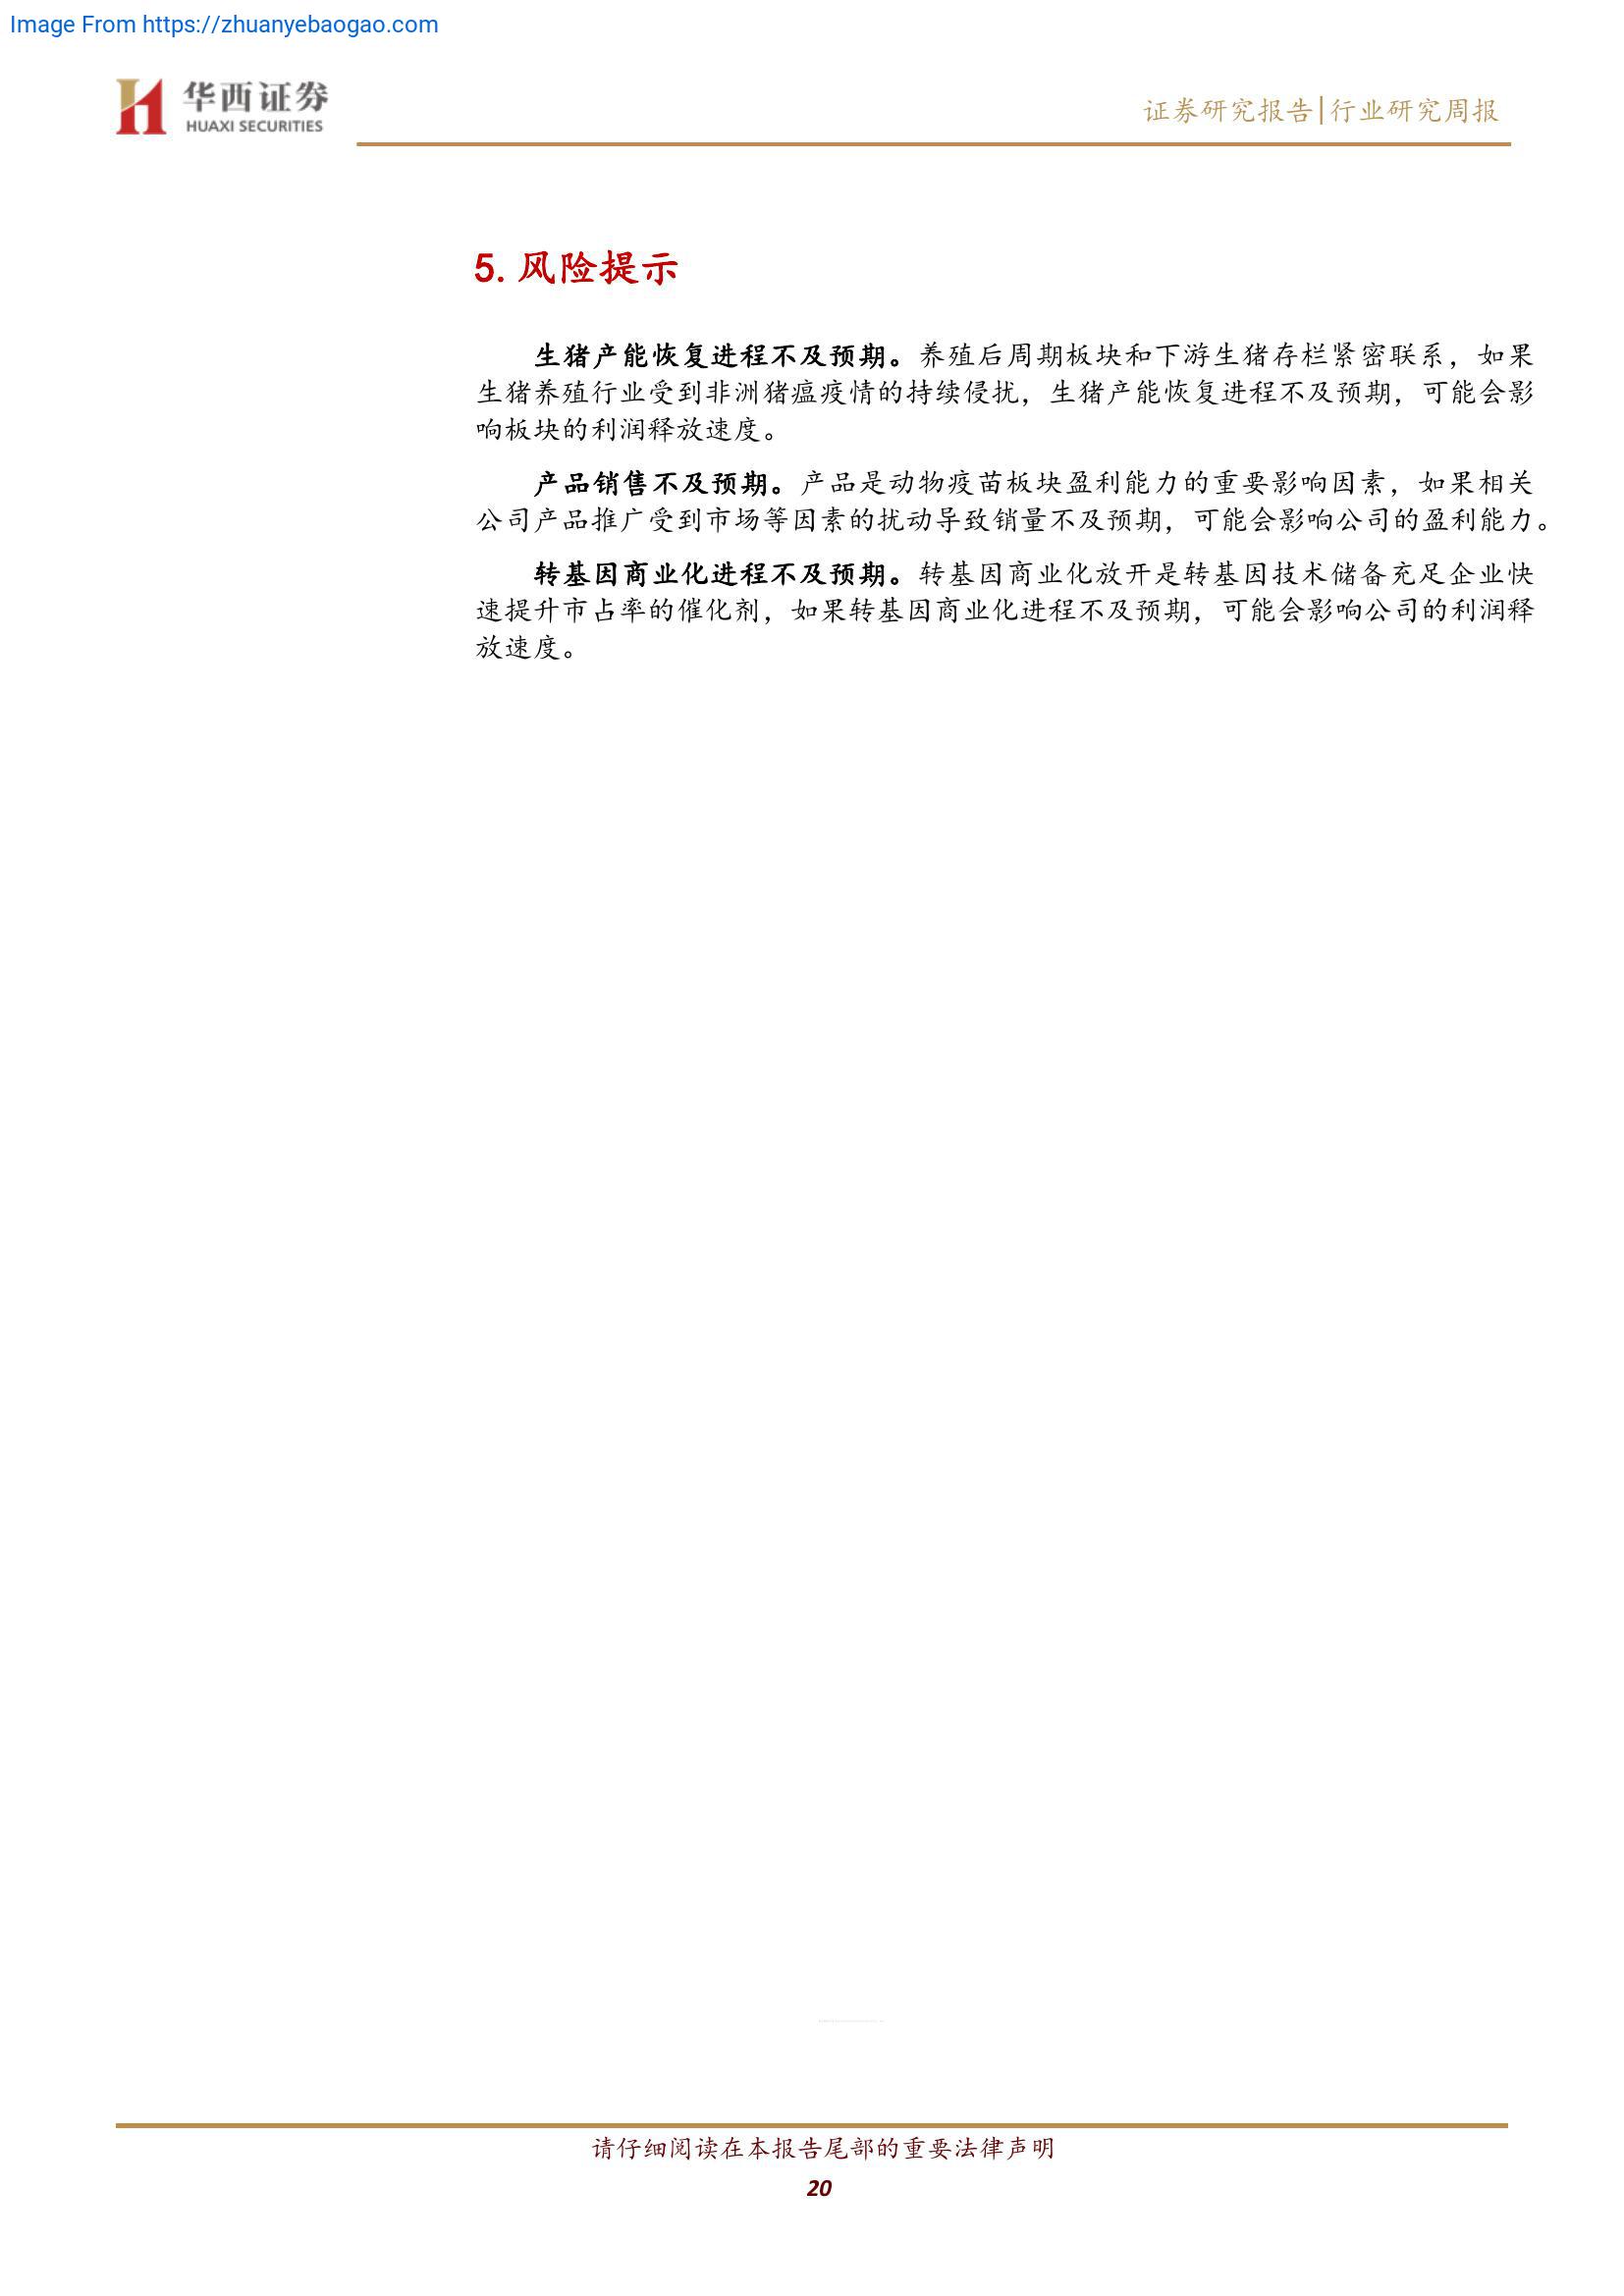 Image From https://zhuanyebaogao.com
华西证券
HUAXI SECURITIES
证券研究报告|行业研究周报
5. 风险提示
生猪产能恢复进程不及预期。养殖后周期板块和下游生猪存栏紧密联系，如果
生猪养殖行业受到非洲猪瘟疫情的持续侵扰，生猪产能恢复进程不及预期，可能会影
响板块的利润释放速度。
产品销售不及预期。产品是动物疫苗板块盈利能力的重要影响因素，如果相关
公司产品推广受到市场等因素的扰动导致销量不及预期，可能会影响公司的盈利能力。
转基因商业化进程不及预期。转基因商业化放开是转基因技术储备充足企业快
速提升市占率的催化剂，如果转基因商业化进程不及预期，可能会影响公司的利润释
放速度。
请仔细阅读在本报告尾部的重要法律声明
20